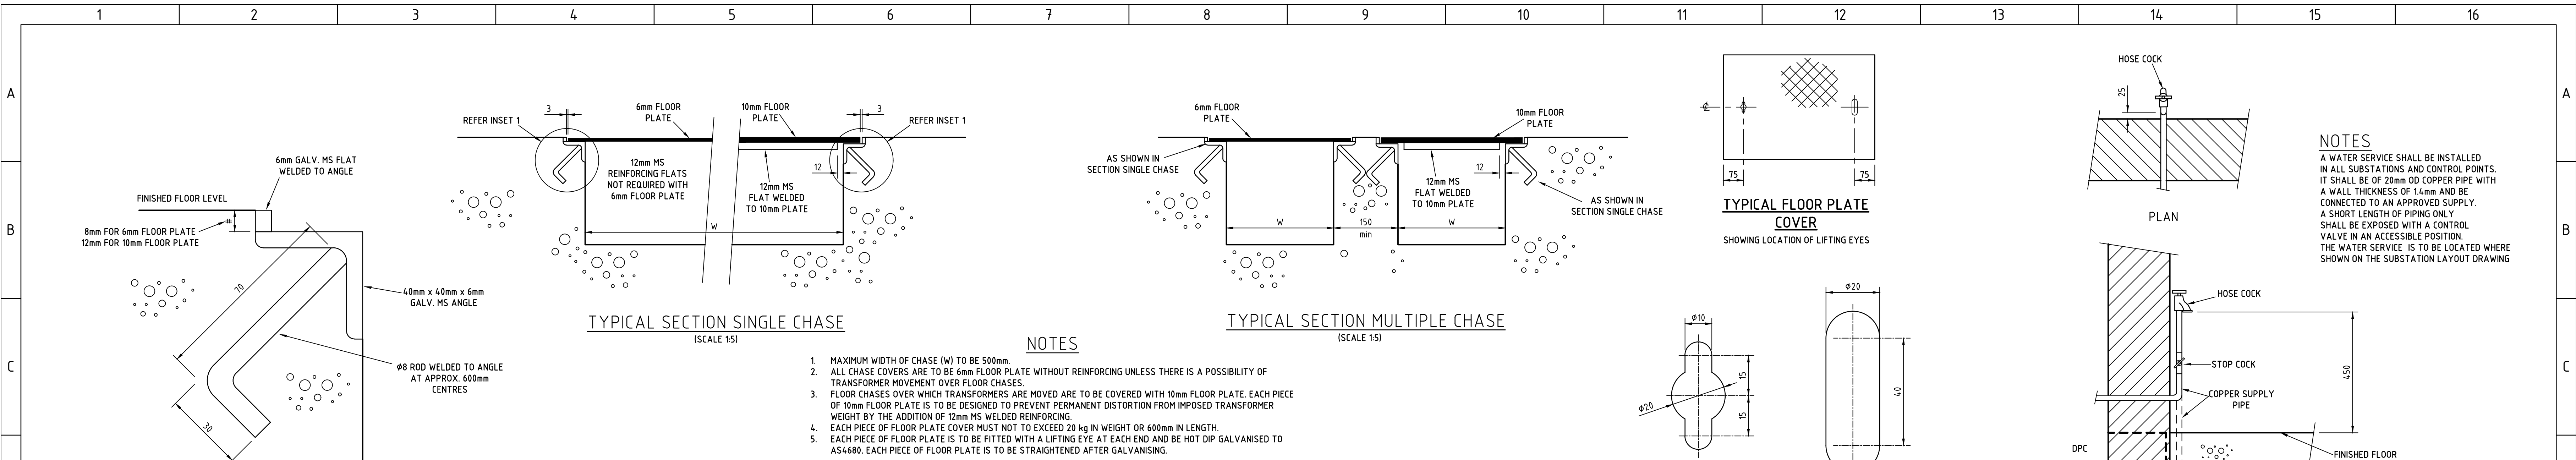 1 2 3 4 5 6 7 8 9 10 11 12 13 14 15 16
A
B
C
A
B
C
6mm GALV. MS FLAT
WELDED TO ANGLE
FINISHED FLOOR LEVEL
8mm FOR 6mm FLOOR PLATE
12mm FOR 10mm FLOOR PLATE
70
30
40mm x 40mm x 6mm
GALV. MS ANGLE
Ø8 ROD WELDED TO ANGLE
AT APPROX. 600mm
CENTRES
REFER INSET 1
3
6mm FLOOR
PLATE
10mm FLOOR
PLATE
3
REFER INSET 1
12mm MS
REINFORCING FLATS
NOT REQUIRED WITH
6mm FLOOR PLATE
12
12mm MS
FLAT WELDED
TO 10mm PLATE
W
TYPICAL SECTION SINGLE CHASE
(SCALE 1:5)
6mm FLOOR
PLATE
10mm FLOOR
PLATE
AS SHOWN IN
SECTION SINGLE CHASE
12
12mm MS
FLAT WELDED
TO 10mm PLATE
AS SHOWN IN
SECTION SINGLE CHASE
W
150
min
W
TYPICAL SECTION MULTIPLE CHASE
(SCALE 1:5)
NOTES
1. MAXIMUM WIDTH OF CHASE (W) TO BE 500mm.
2. ALL CHASE COVERS ARE TO BE 6mm FLOOR PLATE WITHOUT REINFORCING UNLESS THERE IS A POSSIBILITY OF
TRANSFORMER MOVEMENT OVER FLOOR CHASES.
3. FLOOR CHASES OVER WHICH TRANSFORMERS ARE MOVED ARE TO BE COVERED WITH 10mm FLOOR PLATE. EACH PIECE
OF 10mm FLOOR PLATE IS TO BE DESIGNED TO PREVENT PERMANENT DISTORTION FROM IMPOSED TRANSFORMER
WEIGHT BY THE ADDITION OF 12mm MS WELDED REINFORCING.
4. EACH PIECE OF FLOOR PLATE COVER MUST NOT TO EXCEED 20 kg IN WEIGHT OR 600mm IN LENGTH.
5. EACH PIECE OF FLOOR PLATE IS TO BE FITTED WITH A LIFTING EYE AT EACH END AND BE HOT DIP GALVANISED TO
AS4680. EACH PIECE OF FLOOR PLATE IS TO BE STRAIGHTENED AFTER GALVANISING.
℄
75
75
TYPICAL FLOOR PLATE
COVER
SHOWING LOCATION OF LIFTING EYES
Ø10
15
15
Ø20
Ø20
40
HOSE COCK
25
PLAN
NOTES
A WATER SERVICE SHALL BE INSTALLED
IN ALL SUBSTATIONS AND CONTROL POINTS.
IT SHALL BE OF 20mm OD COPPER PIPE WITH
A WALL THICKNESS OF 1.4mm AND BE
CONNECTED TO AN APPROVED SUPPLY.
A SHORT LENGTH OF PIPING ONLY
SHALL BE EXPOSED WITH A CONTROL
VALVE IN AN ACCESSIBLE POSITION.
THE WATER SERVICE IS TO BE LOCATED WHERE
SHOWN ON THE SUBSTATION LAYOUT DRAWING
HOSE COCK
STOP COCK
450
COPPER SUPPLY
PIPE
DPC
FINISHED FLOOR